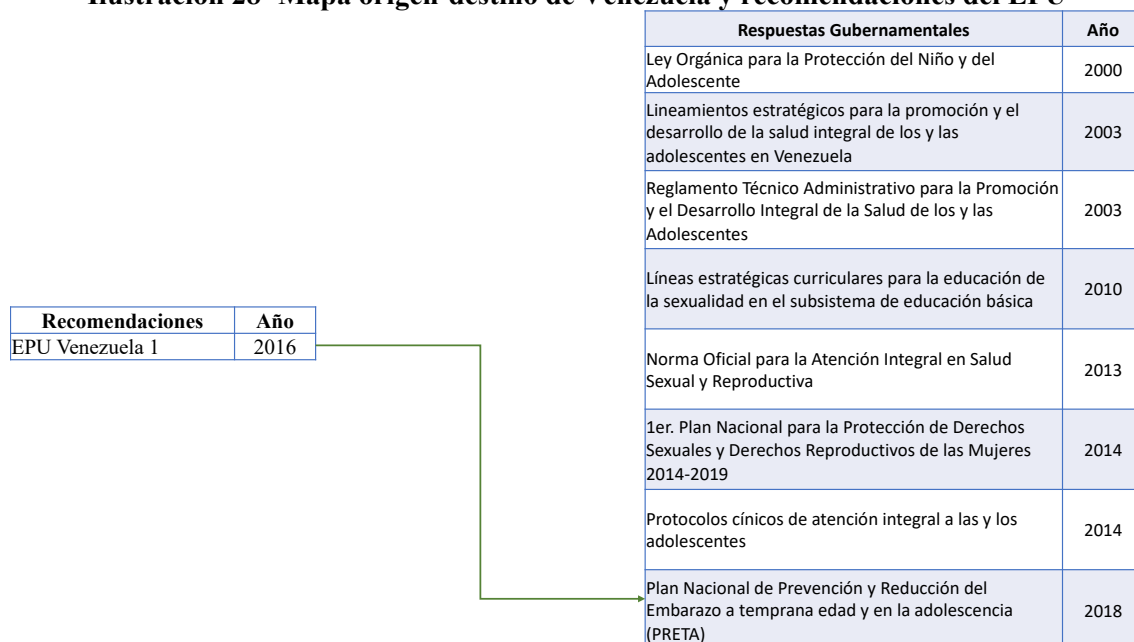 Ilustración 28 Mapa origen-destino de Venezuela y recomendaciones del EPU
Respuestas Gubernamentales Año
Ley Orgánica para la Protección del Niño y del
Adolescente
2000
Lineamientos estratégicos para la promoción y el
desarrollo de la salud integral de los y las
adolescentes en Venezuela
2003
Reglamento Técnico Administrativo para la Promoción
y el Desarrollo Integral de la Salud de los y las
Adolescentes
2003
Líneas estratégicas curriculares para la educación de
la sexualidad en el subsistema de educación básica
2010
Recomendaciones Año
EPU Venezuela 1 2016
Norma Oficial para la Atención Integral en Salud
Sexual y Reproductiva
2013
1er. Plan Nacional para la Protección de Derechos
Sexuales y Derechos Reproductivos de las Mujeres
2014-2019
2014
Protocolos cínicos de atención integral a las y los
adolescentes
2014
Plan Nacional de Prevención y Reducción del
Embarazo a temprana edad y en la adolescencia
(PRETA)
2018